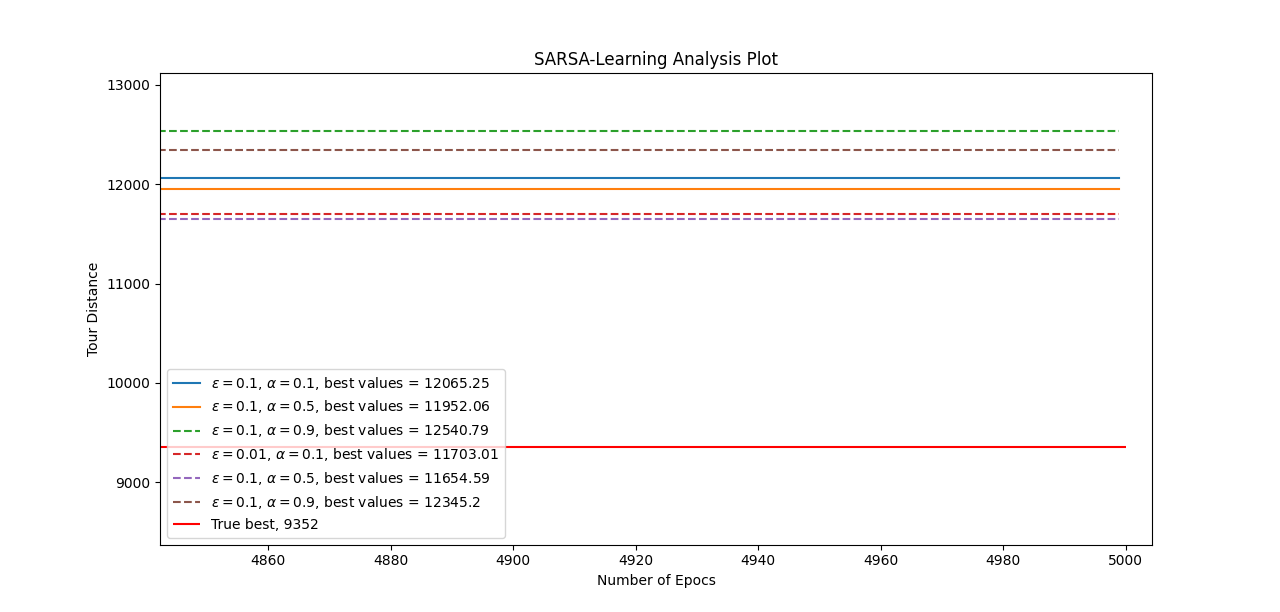 SARSA-Learning Analysis Plot
13000
12000
11000
10000
9000
Tour Distance
ε = 0.1, α = 0.1, best values = 12065.25
ε = 0.1, α = 0.5, best values = 11952.06
ε = 0.1, α = 0.9, best values = 12540.79
ε = 0.01, α = 0.1, best values = 11703.01
ε = 0.1, α = 0.5, best values = 11654.59
ε = 0.1, α = 0.9, best values = 12345.2
True best, 9352
4860 4880 4900 4920 4940 4960 4980 5000
Number of Epocs